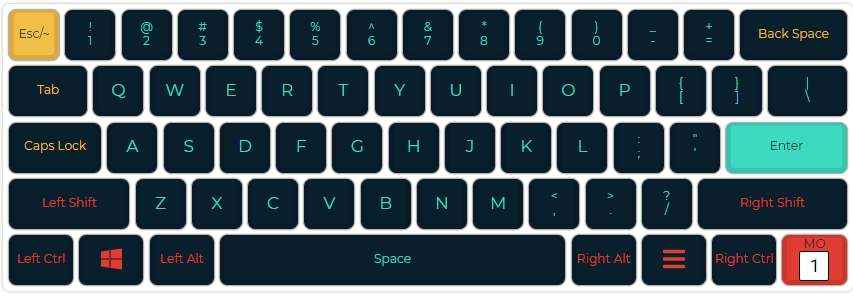 Esc/~ ! 1 @ 2 # 3 $ 4 % 5 ^ 6 & 7 * 8 ( 9 ) 0 _ - + = Back Space
Tab Q W E R T Y U I O P { [ } ] | \
Caps Lock A S D F G H J K L : ; " ' Enter
Left Shift Z X C V B N M < , > . ? / Right Shift
Left Ctrl Left Alt Space Right Alt Right Ctrl MO 1